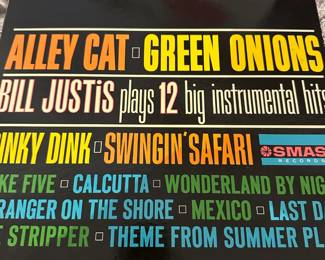 ALLEY CAT □ GREEN ONIONS
BILL JUSTiS plays 12 big instrumental hits
INKY DINK □ SWINGIN' SAFARI SMASH RECORDS
KE FIVE □ CALCUTTA □ WONDERLAND BY NIG
RANGER ON THE SHORE □ MEXICO □ LAST D
E STRIPPER □ THEME FROM SUMMER PL